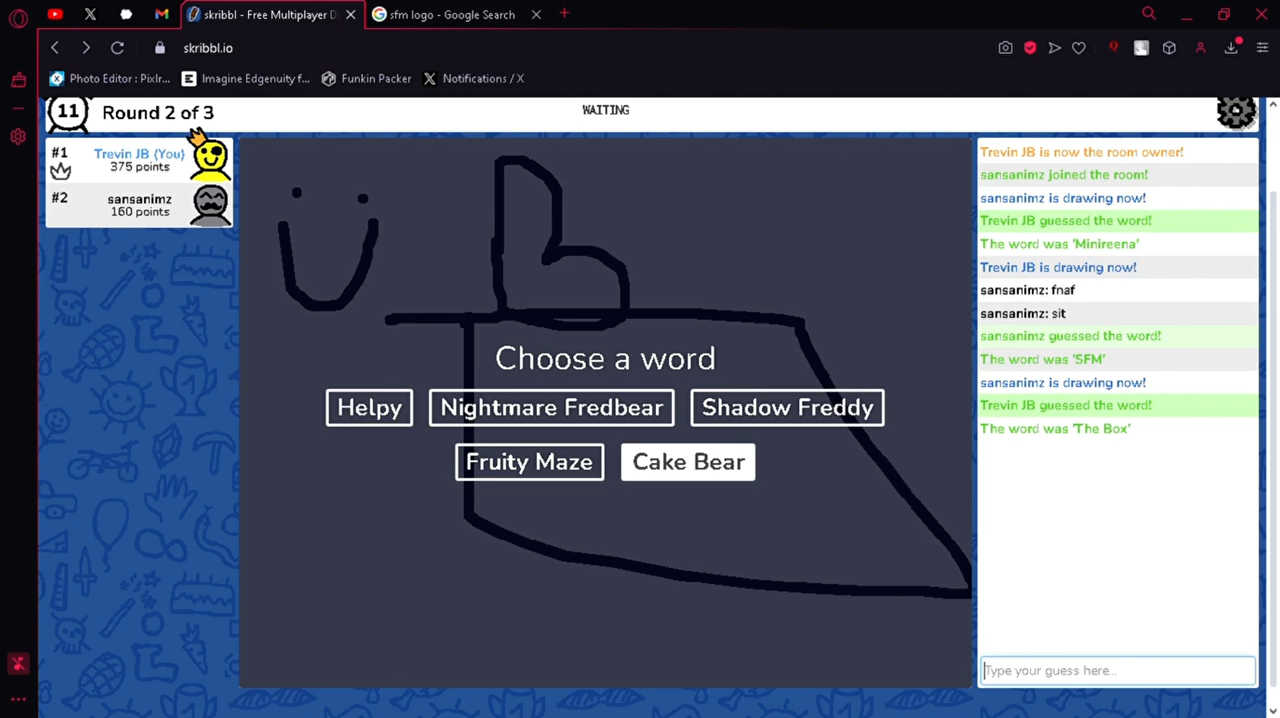 skribbl - Free Multiplayer D
sfm logo - Google Search
skribbl.io
Photo Editor : Pixlr...
Imagine Edgenuity f...
Funkin Packer
Notifications / X
11
Round 2 of 3
WAITING
#1
Trevin JB (You)
375 points
#2
sansanimz
160 points
Choose a word
Helpy
Nightmare Fredbear
Shadow Freddy
Fruity Maze
Cake Bear
Trevin JB is now the room owner!
sansanimz joined the room!
sansanimz is drawing now!
Trevin JB guessed the word!
The word was 'Minireena'
Trevin JB is drawing now!
sansanimz: fnaf
sansanimz: sit
sansanimz guessed the word!
The word was 'SFM'
sansanimz is drawing now!
Trevin JB guessed the word!
The word was 'The Box'
Type your guess here...